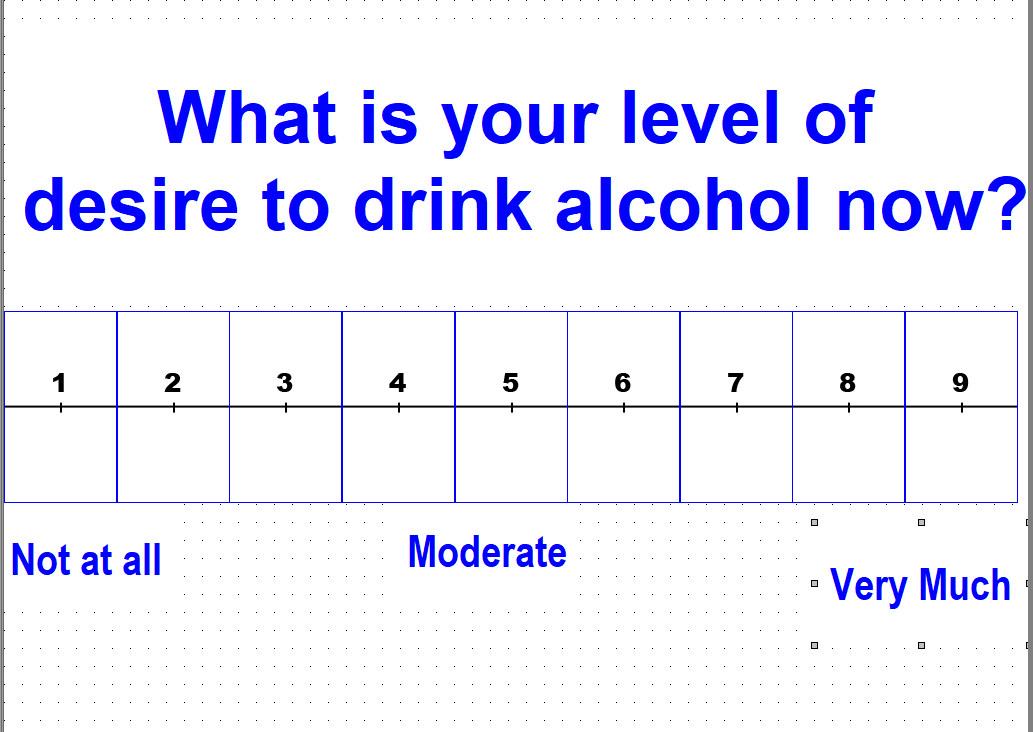 What is your level of
desire to drink alcohol now?
1 2 3 4 5 6 7 8 9
Not at all Moderate Very Much